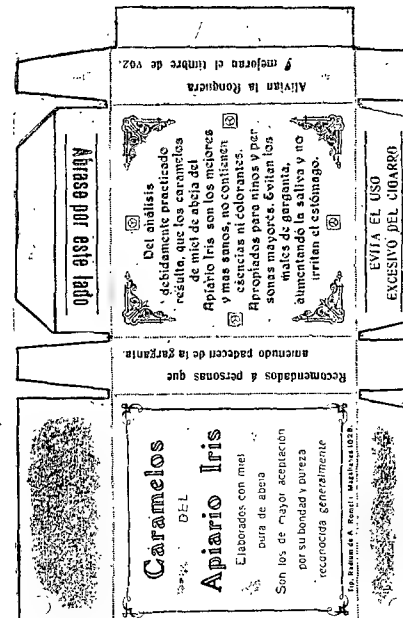 Caramelos
DEL
Apiario Iris
Elaborados con miel
pura de abeja
Son los de mayor aceptación
por su bondad y pureza
reconocida generalmente
Tip. Radium de A.
Recomendados á personas que
amenudo padecen de la garganta.
Del análisis
debidamente practicado
resulta, que los caramelos
de miel de abeja del
Apiario Iris son los mejores
y mas sanos, no contienen
esencias ni colorantes.
Apropiados para ninos y per
sonas mayores. Evitan los
males de garganta,
aumentando la saliva y no
irritan el estómago.
Alivian la Ronquera
y mejoran el timbre de voz.
Abrase por este lado
EVITA EL USO
EXCESIVO DEL CIGARRO